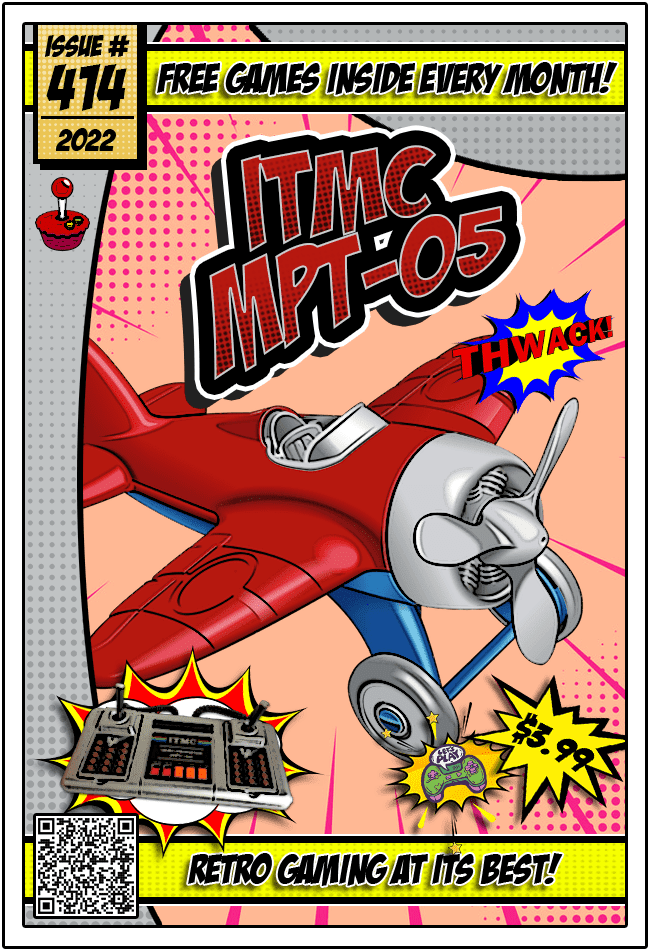 ISSUE #
414
2022
FREE GAMES INSIDE EVERY MONTH!
ITMC
MPT-05
THWACK!
ITMC
$3.99
LET'S
PLAY
RETRO GAMING AT ITS BEST!